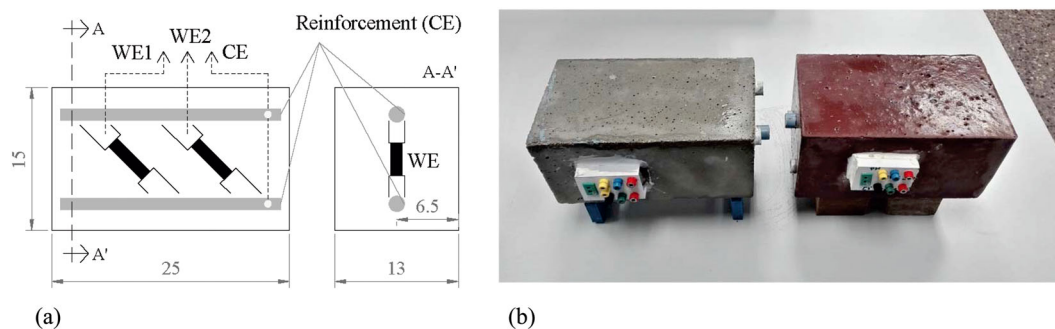 A
WE1
WE2
CE
Reinforcement (CE)
A-A'
15
WE
6.5
A'
25
13
(a)
(b)